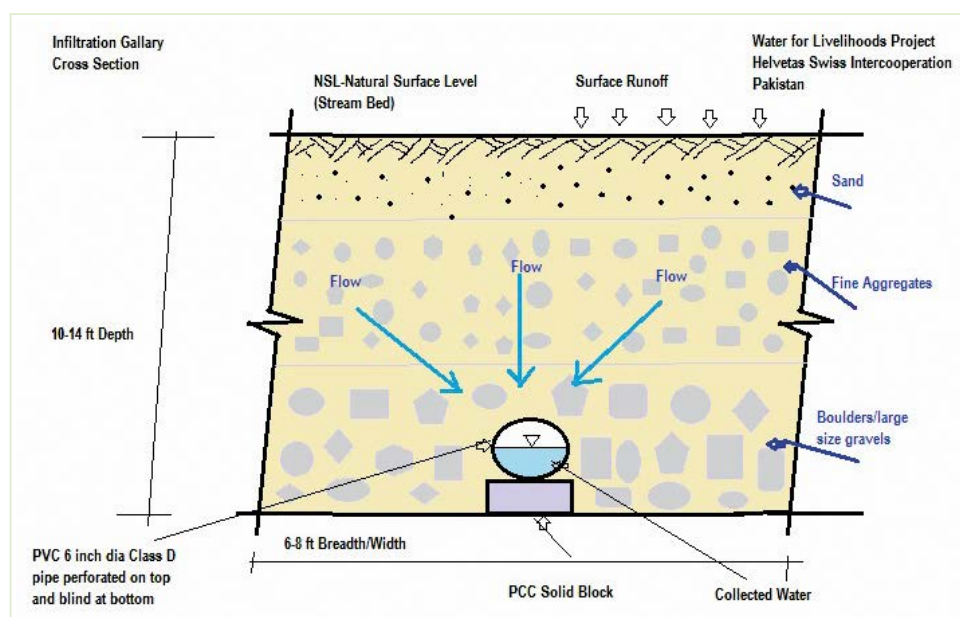 Infiltration Gallary
Cross Section
Water for Livelihoods Project
Helvetas Swiss Intercooperation
Pakistan
NSL-Natural Surface Level
(Stream Bed)
Surface Runoff
Sand
Flow
Flow
Flow
Fine Aggregates
10-14 ft Depth
Boulders/large
size gravels
PVC 6 inch dia Class D
pipe perforated on top
and blind at bottom
6-8 ft Breadth/Width
PCC Solid Block
Collected Water